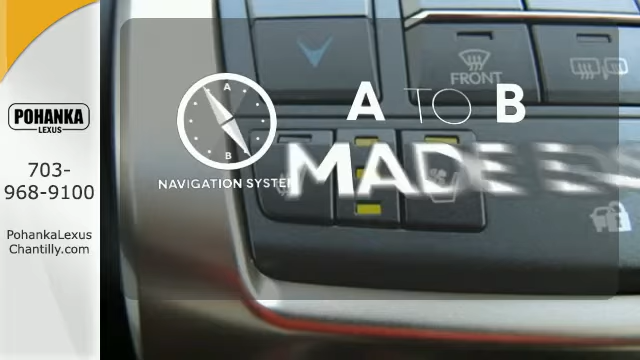 POHANKA
LEXUS
703-
968-9100
PohankaLexus
Chantilly.com
A
B
NAVIGATION SYSTEM
A TO B
MADE
FRONT